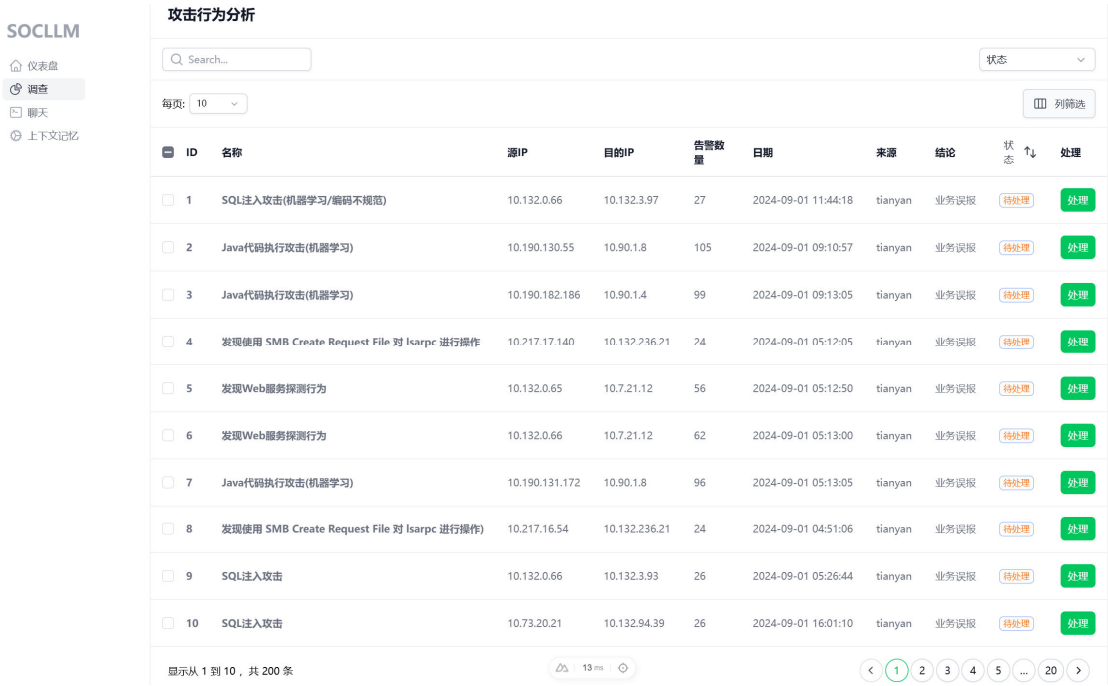 攻击行为分析
SOCLLM
仪表盘
调查
聊天
上下文记忆
Search...
状态
每页: 10
列筛选
ID 名称 源IP 目的IP 告警数量 日期 来源 结论 状态 处理
1 SQL注入攻击(机器学习/编码不规范) 10.132.0.66 10.132.3.97 27 2024-09-01 11:44:18 tianyan 业务误报 待处理 处理
2 Java代码执行攻击(机器学习) 10.190.130.55 10.90.1.8 105 2024-09-01 09:10:57 tianyan 业务误报 待处理 处理
3 Java代码执行攻击(机器学习) 10.190.182.186 10.90.1.4 99 2024-09-01 09:13:05 tianyan 业务误报 待处理 处理
4 发现使用 SMB Create Request File 对 lsarpc 进行操作 10.217.17.140 10.132.236.21 24 2024-09-01 05:12:05 tianyan 业务误报 待处理 处理
5 发现Web服务探测行为 10.132.0.65 10.7.21.12 56 2024-09-01 05:12:50 tianyan 业务误报 待处理 处理
6 发现Web服务探测行为 10.132.0.66 10.7.21.12 62 2024-09-01 05:13:00 tianyan 业务误报 待处理 处理
7 Java代码执行攻击(机器学习) 10.190.131.172 10.90.1.8 96 2024-09-01 05:13:05 tianyan 业务误报 待处理 处理
8 发现使用 SMB Create Request File 对 lsarpc 进行操作) 10.217.16.54 10.132.236.21 24 2024-09-01 04:51:06 tianyan 业务误报 待处理 处理
9 SQL注入攻击 10.132.0.66 10.132.3.93 26 2024-09-01 05:26:44 tianyan 业务误报 待处理 处理
10 SQL注入攻击 10.73.20.21 10.132.94.39 26 2024-09-01 16:01:10 tianyan 业务误报 待处理 处理
显示从 1 到 10 ，共 200 条 13 ms 1 2 3 4 5 ... 20